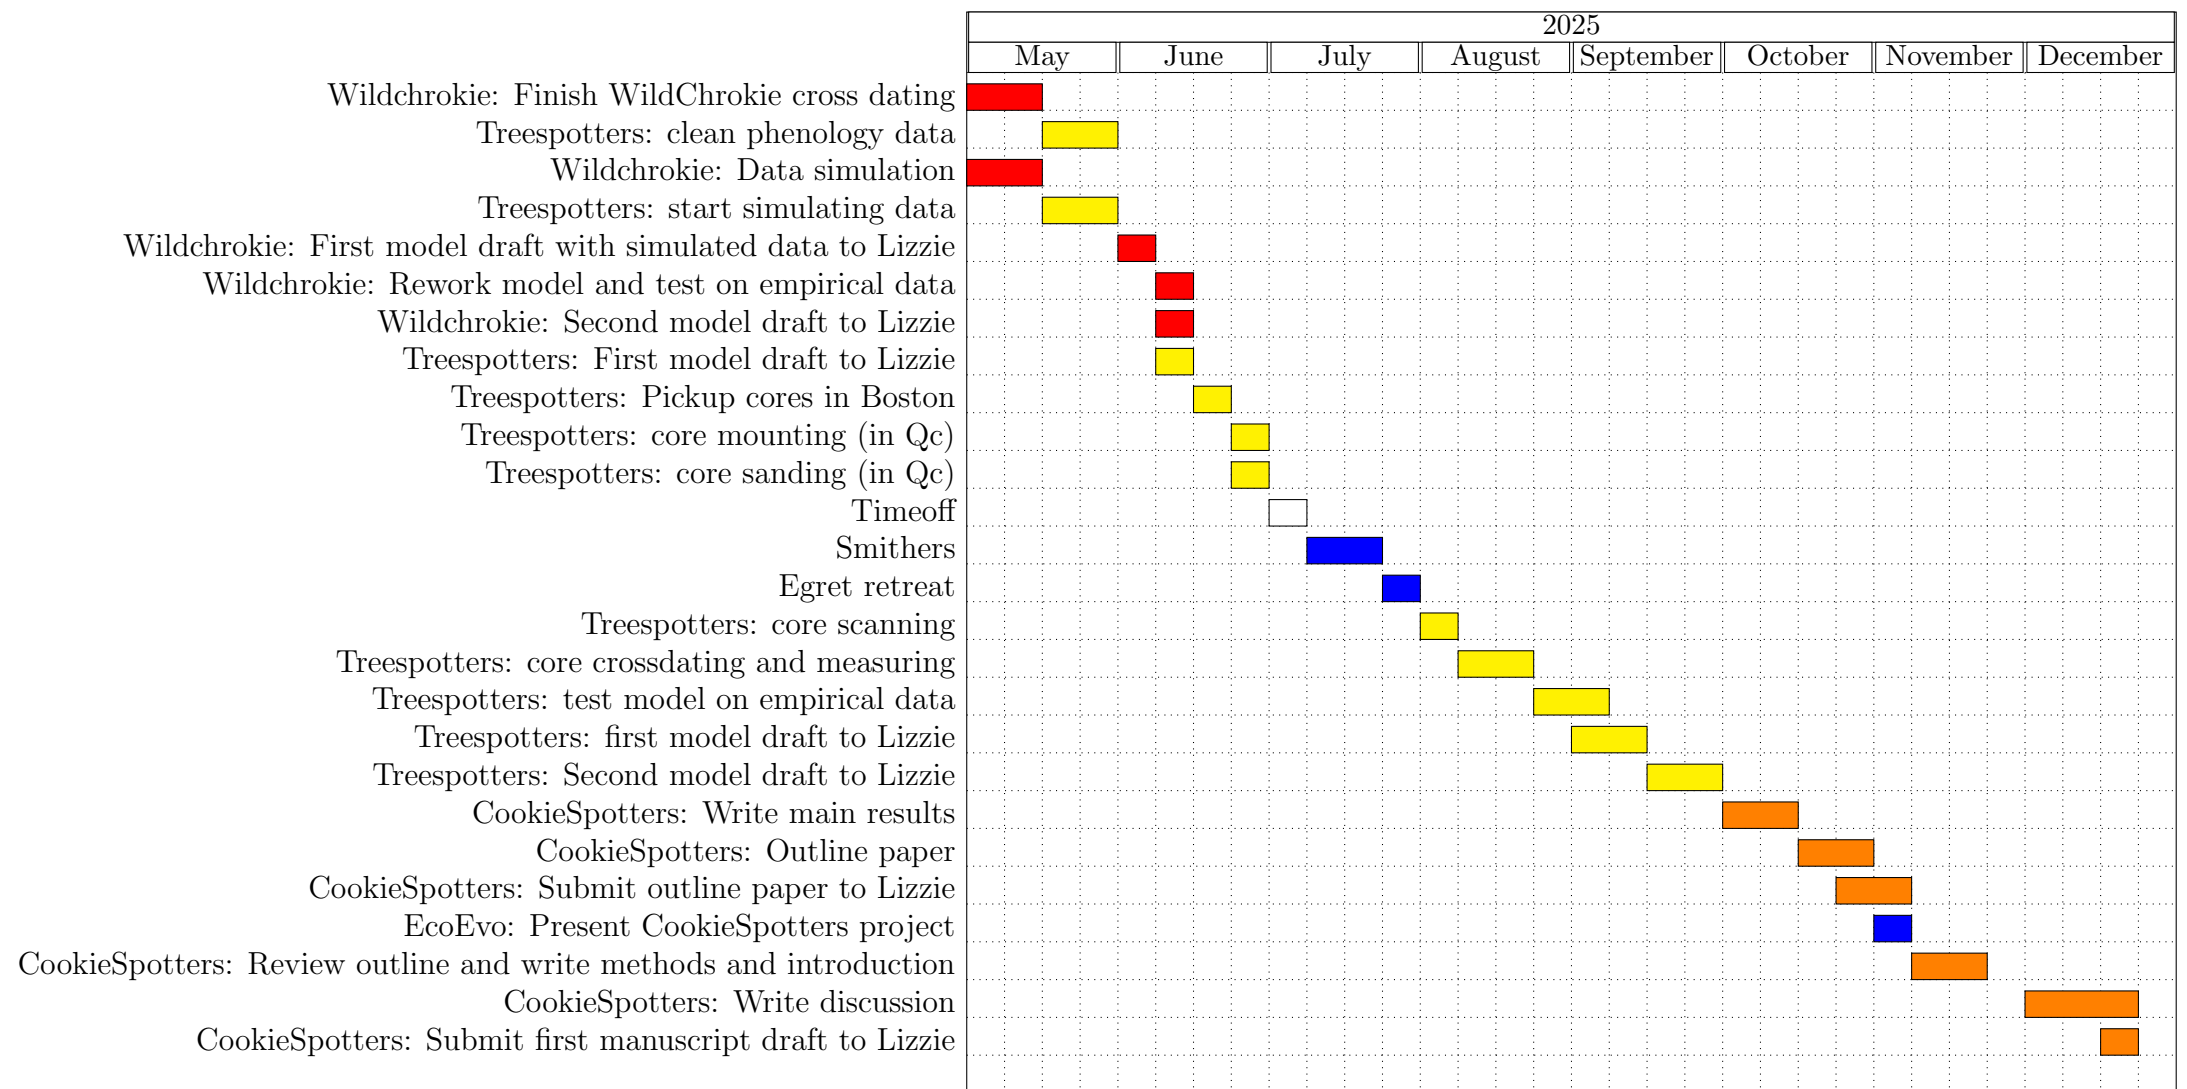 2025
May June July August September October November December
Wildchrokie: Finish WildChrokie cross dating
Treespotters: clean phenology data
Wildchrokie: Data simulation
Treespotters: start simulating data
Wildchrokie: First model draft with simulated data to Lizzie
Wildchrokie: Rework model and test on empirical data
Wildchrokie: Second model draft to Lizzie
Treespotters: First model draft to Lizzie
Treespotters: Pickup cores in Boston
Treespotters: core mounting (in Qc)
Treespotters: core sanding (in Qc)
Timeoff
Smithers
Egret retreat
Treespotters: core scanning
Treespotters: core crossdating and measuring
Treespotters: test model on empirical data
Treespotters: first model draft to Lizzie
Treespotters: Second model draft to Lizzie
CookieSpotters: Write main results
CookieSpotters: Outline paper
CookieSpotters: Submit outline paper to Lizzie
EcoEvo: Present CookieSpotters project
CookieSpotters: Review outline and write methods and introduction
CookieSpotters: Write discussion
CookieSpotters: Submit first manuscript draft to Lizzie